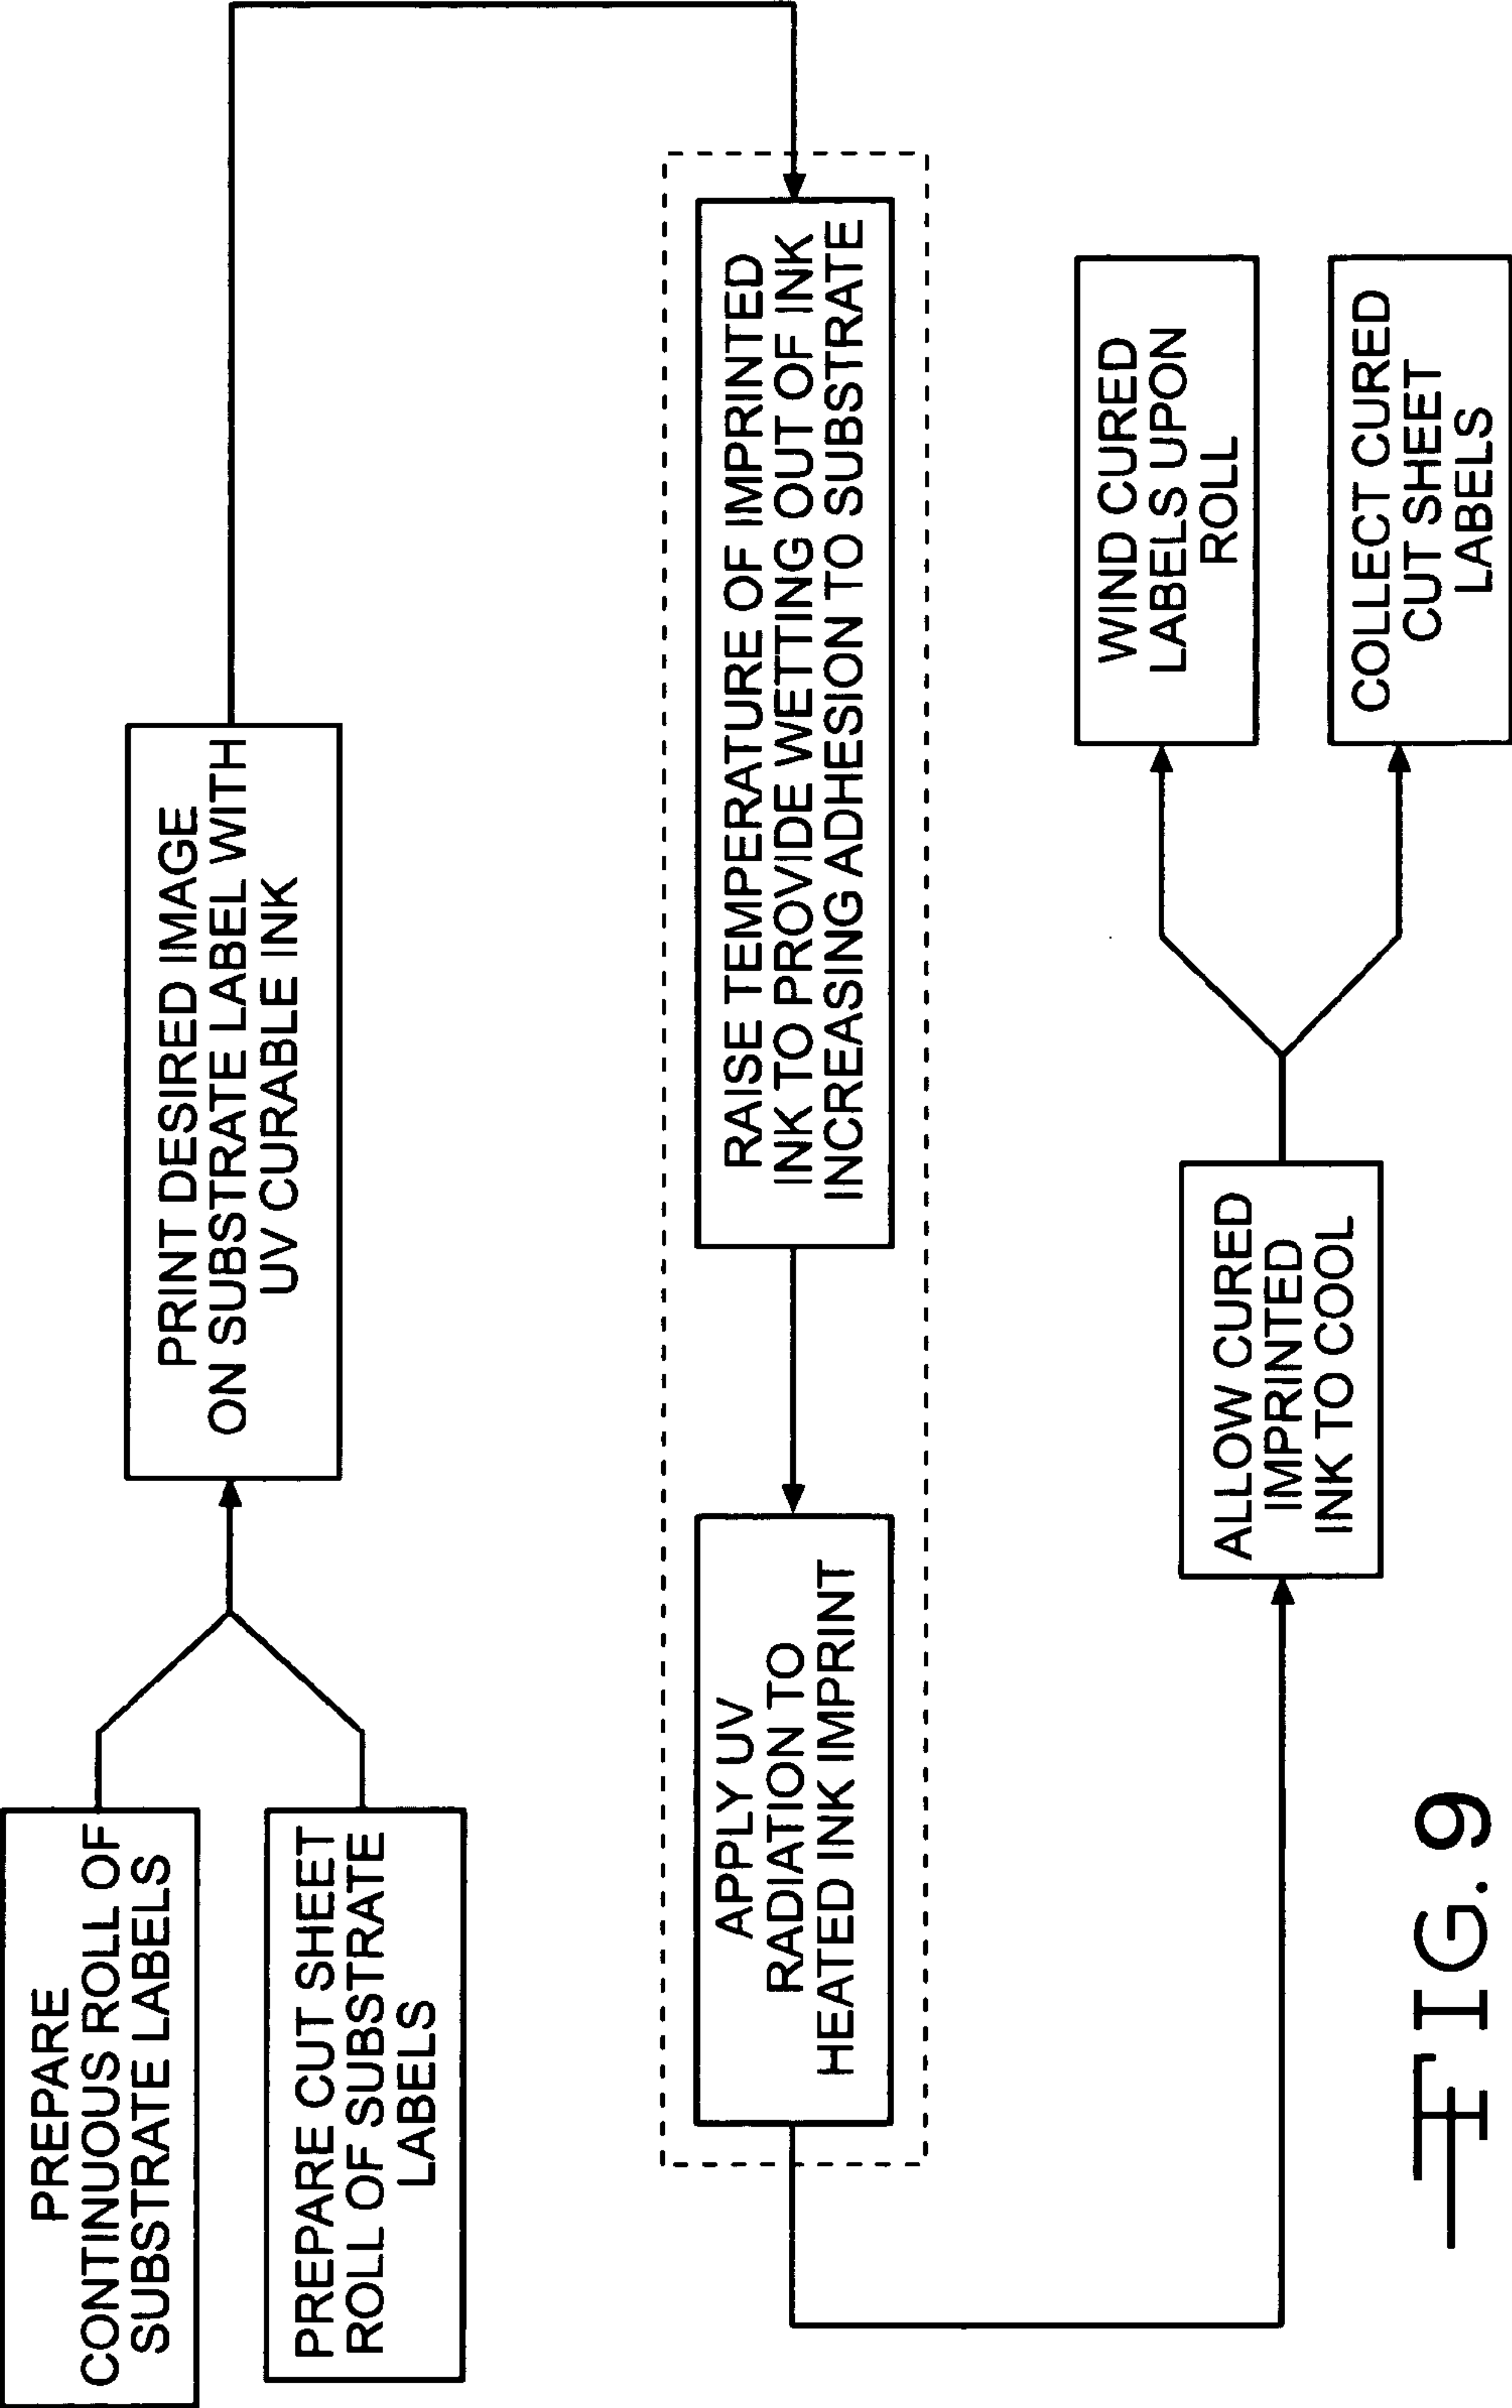 PREPARE
CONTINUOUS ROLL OF
SUBSTRATE LABELS
PREPARE CUT SHEET
ROLL OF SUBSTRATE
LABELS
PRINT DESIRED IMAGE
ON SUBSTRATE LABEL WITH
UV CURABLE INK
RAISE TEMPERATURE OF IMPRINTED
INK TO PROVIDE WETTING OUT OF INK
INCREASING ADHESION TO SUBSTRATE
APPLY UV
RADIATION TO
HEATED INK IMPRINT
ALLOW CURED
IMPRINTED
INK TO COOL
WIND CURED
LABELS UPON
ROLL
COLLECT CURED
CUT SHEET
LABELS
FIG. 9